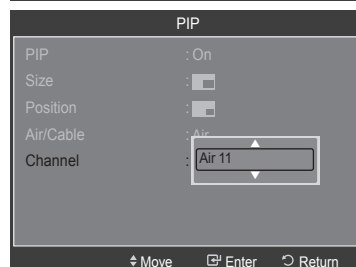 PIP
PIP : On
Size :
Position :
Air/Cable : Air
Channel : Air 11
Move Enter Return